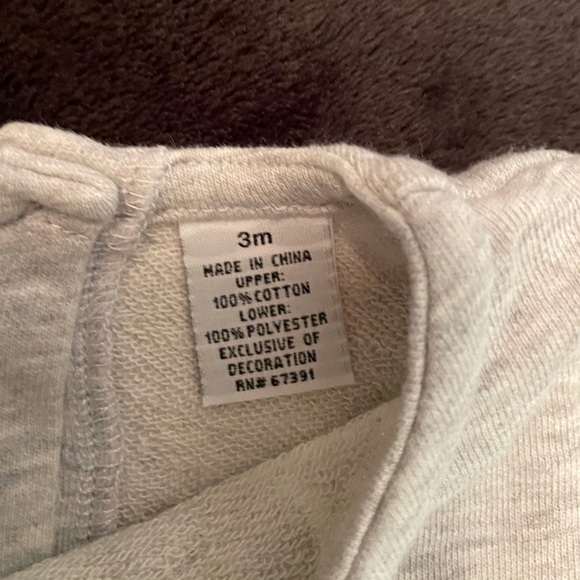 3m
MADE IN CHINA
UPPER:
100% COTTON
LOWER:
100% POLYESTER
EXCLUSIVE OF
DECORATION
RN# 67391